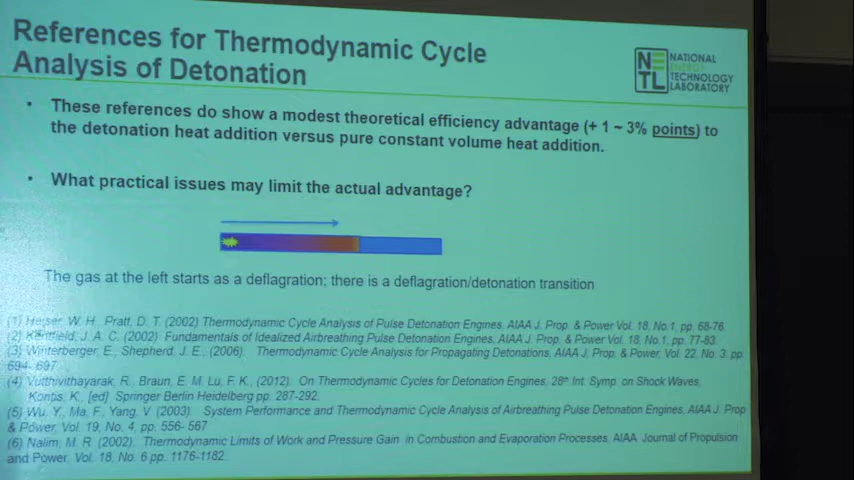 References for Thermodynamic Cycle
Analysis of Detonation
NETL
NATIONAL
ENERGY
TECHNOLOGY
LABORATORY
• These references do show a modest theoretical efficiency advantage (+ 1 ~ 3% points) to
the detonation heat addition versus pure constant volume heat addition.
• What practical issues may limit the actual advantage?
The gas at the left starts as a deflagration; there is a deflagration/detonation transition
(1) Heiser, W. H., Pratt, D. T. (2002) Thermodynamic Cycle Analysis of Pulse Detonation Engines, AIAA J. Prop. & Power Vol. 18, No.1, pp. 68-76.
(2) Kentfield, J. A. C. (2002) Fundamentals of Idealized Airbreathing Pulse Detonation Engines, AIAA J. Prop. & Power Vol. 18, No.1, pp. 77-83.
(3) Winterberger, E., Shepherd, J. E., (2006). Thermodynamic Cycle Analysis for Propagating Detonations, AIAA J. Prop. & Power, Vol. 22, No. 3, pp.
694- 697.
(4) Vutthivithayarak, R., Braun, E. M. Lu, F. K., (2012). On Thermodynamic Cycles for Detonation Engines, 28th Int. Symp. on Shock Waves,
Kontis, K., [ed] Springer Berlin Heidelberg pp. 287-292.
(5) Wu, Y., Ma, F., Yang, V. (2003). System Performance and Thermodynamic Cycle Analysis of Airbreathing Pulse Detonation Engines, AIAA J. Prop
& Power, Vol. 19, No. 4, pp. 556- 567
(6) Nalim, M. R. (2002). Thermodynamic Limits of Work and Pressure Gain in Combustion and Evaporation Processes, AIAA Journal of Propulsion
and Power, Vol. 18, No. 6 pp. 1176-1182.